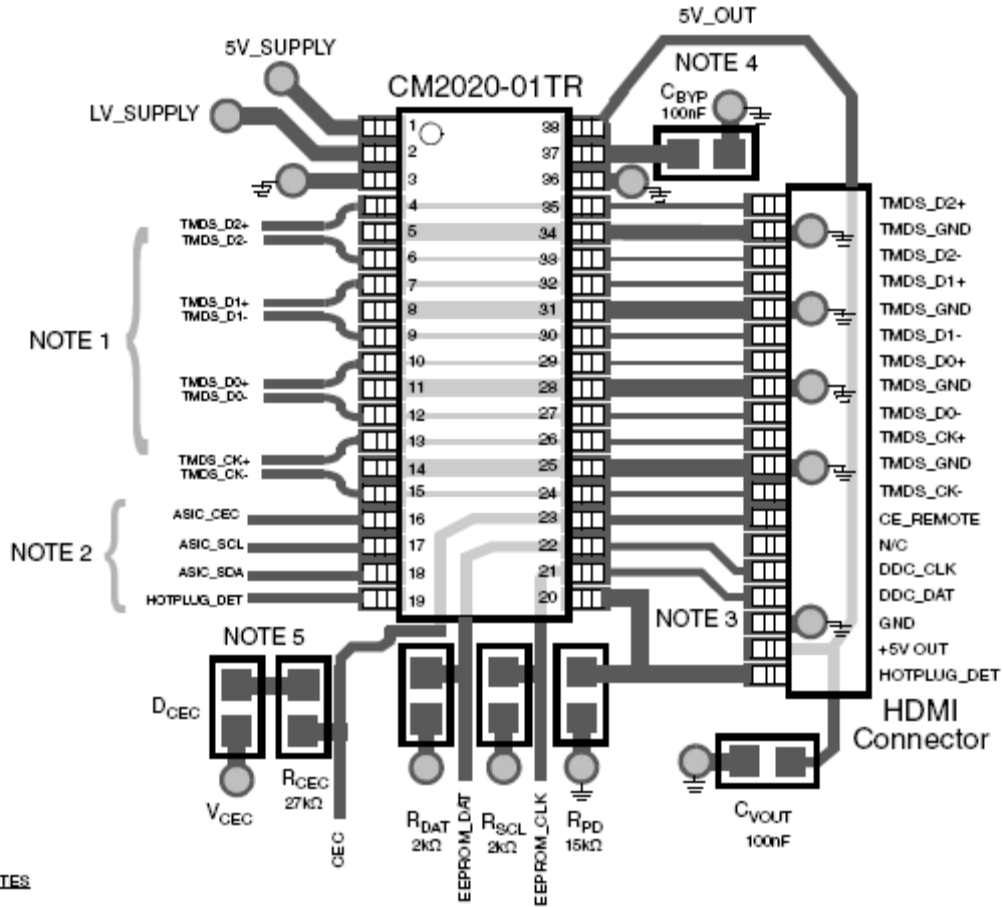 5V_OUT
5V_SUPPLY
NOTE 4
CM2020-01TR
CBYP
100nF
LV_SUPPLY
1
2
3
4
5
6
7
8
9
10
11
12
13
14
15
16
17
18
19
38
37
36
35
34
33
32
31
30
29
28
27
26
25
24
23
22
21
20
TMDS_D2+
TMDS_D2-
TMDS_D1+
TMDS_D1-
TMDS_D0+
TMDS_D0-
TMDS_CK+
TMDS_CK-
NOTE 1
ASIC_CEC
ASIC_SCL
ASIC_SDA
HOTPLUG_DET
NOTE 2
TMDS_D2+
TMDS_GND
TMDS_D2-
TMDS_D1+
TMDS_GND
TMDS_D1-
TMDS_D0+
TMDS_GND
TMDS_D0-
TMDS_CK+
TMDS_GND
TMDS_CK-
CE_REMOTE
N/C
DDC_CLK
DDC_DAT
GND
+5V OUT
HOTPLUG_DET
NOTE 3
NOTE 5
HDMI
Connector
DCEC
RCEC
27kΩ
VCEC
CEC
RDAT
2kΩ
EEPROM_DAT
RSCL
2kΩ
EEPROM_CLK
RPD
15kΩ
CVOUT
100nF
TES